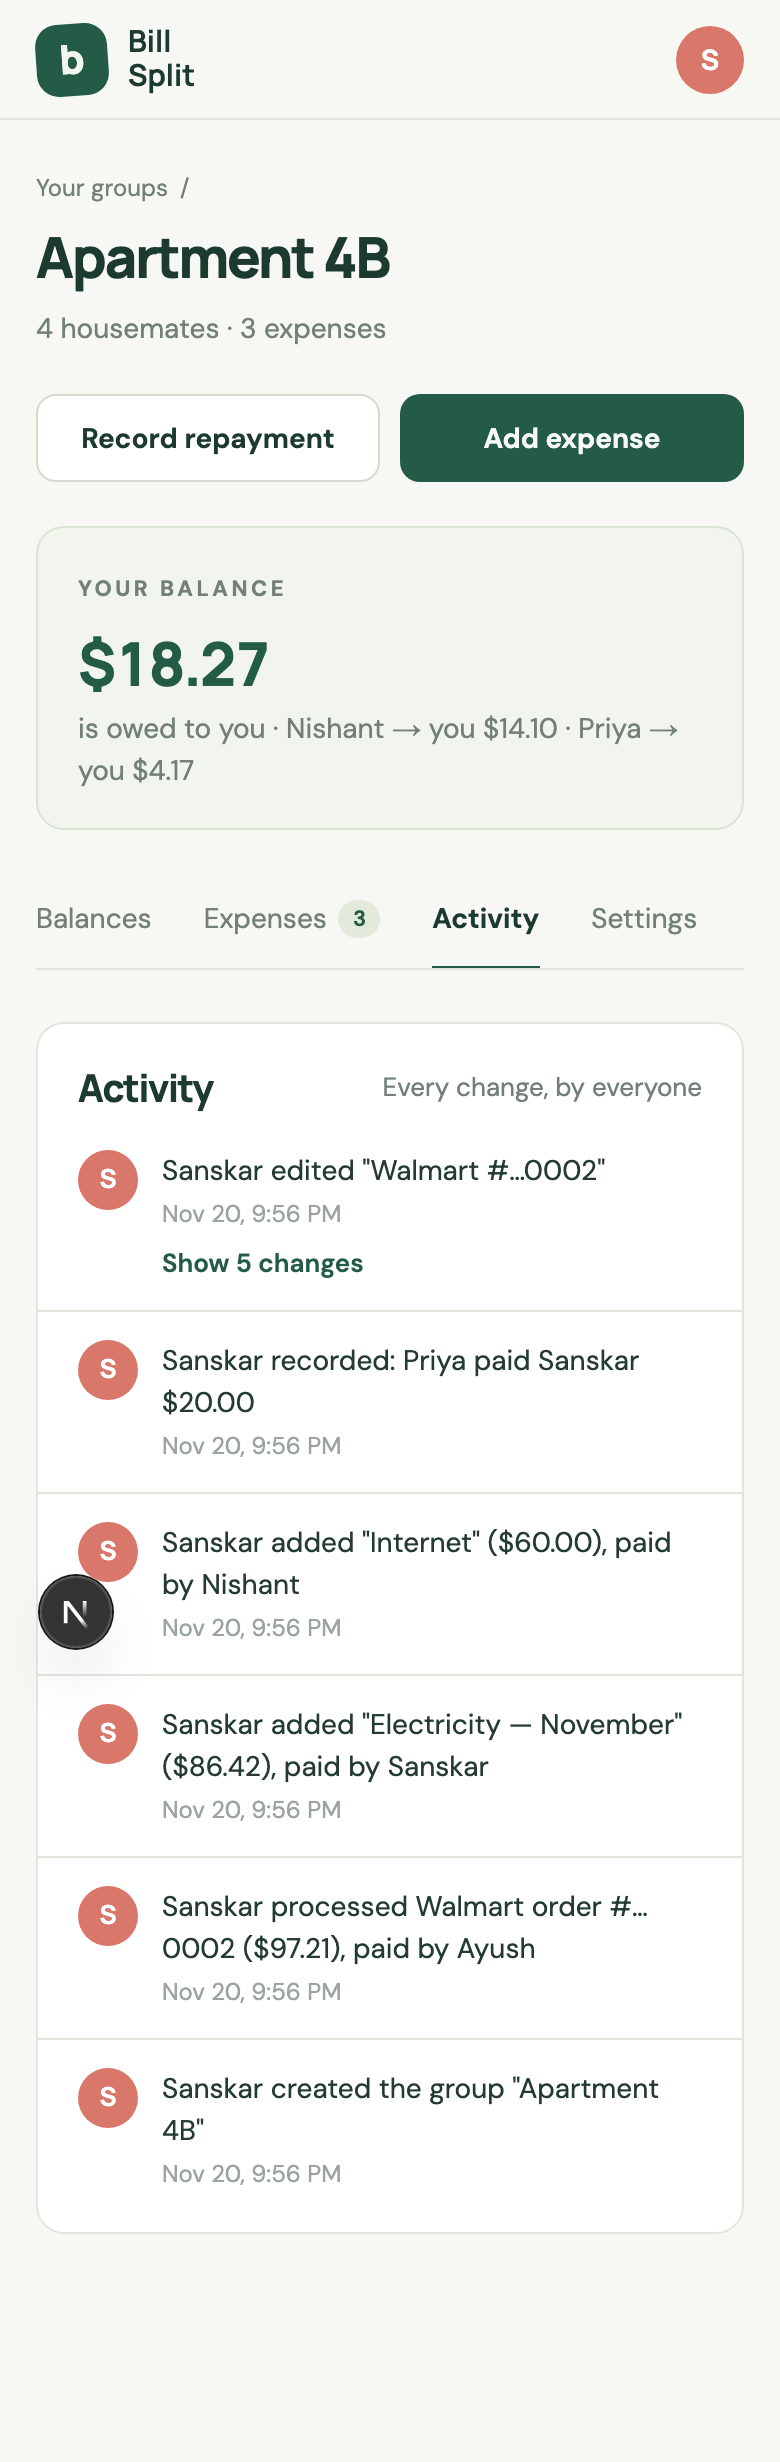 b
Bill
Split
S
Your groups /
Apartment 4B
4 housemates · 3 expenses
Record repayment
Add expense
YOUR BALANCE
$18.27
is owed to you · Nishant → you $14.10 · Priya →
you $4.17
Balances
Expenses 3
Activity
Settings
Activity
Every change, by everyone
S
Sanskar edited "Walmart #…0002"
Nov 20, 9:56 PM
Show 5 changes
S
Sanskar recorded: Priya paid Sanskar
$20.00
Nov 20, 9:56 PM
S
Sanskar added "Internet" ($60.00), paid
by Nishant
Nov 20, 9:56 PM
N
S
Sanskar added "Electricity — November"
($86.42), paid by Sanskar
Nov 20, 9:56 PM
S
Sanskar processed Walmart order #…
0002 ($97.21), paid by Ayush
Nov 20, 9:56 PM
S
Sanskar created the group "Apartment
4B"
Nov 20, 9:56 PM